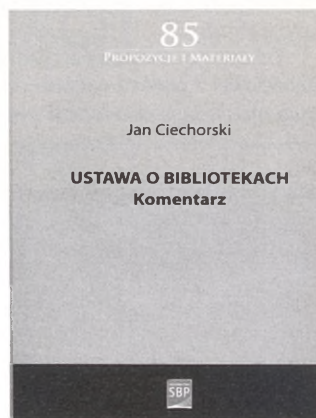 85
PROPOZYCJE I MATERIAŁY
Jan Ciechorski
USTAWA O BIBLIOTEKACH
Komentarz
SBP